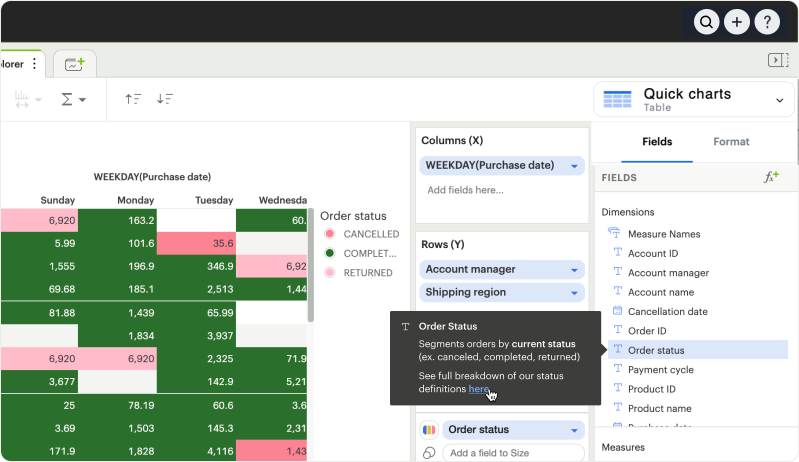 ?
lorer
Quick charts
Table
Fields
Format
FIELDS
fx+
WEEKDAY(Purchase date)
Sunday Monday Tuesday Wednesda
6,920 163.2 60.
5.99 101.6 35.6
1,555 196.9 346.9 6,92
69.68 185.1 2,513 1,44
81.88 1,439 65.99
1,834 3,937
6,920 6,920 2,325 71.9
3,677 142.9 5,21
25 78.19 60.6 3.6
3.69 1,503 145.3 2,31
171.9 1,828 4,116 1,43
Order status
CANCELLED
COMPLET...
RETURNED
Columns (X)
WEEKDAY(Purchase date)
Add fields here...
Rows (Y)
Account manager
Shipping region
Order Status
Segments orders by current status
(ex. canceled, completed, returned)
See full breakdown of our status
definitions here
Order status
Add a field to Size
Dimensions
Measure Names
Account ID
Account manager
Account name
Cancellation date
Order ID
Order status
Payment cycle
Product ID
Product name
Purchase date
Measures